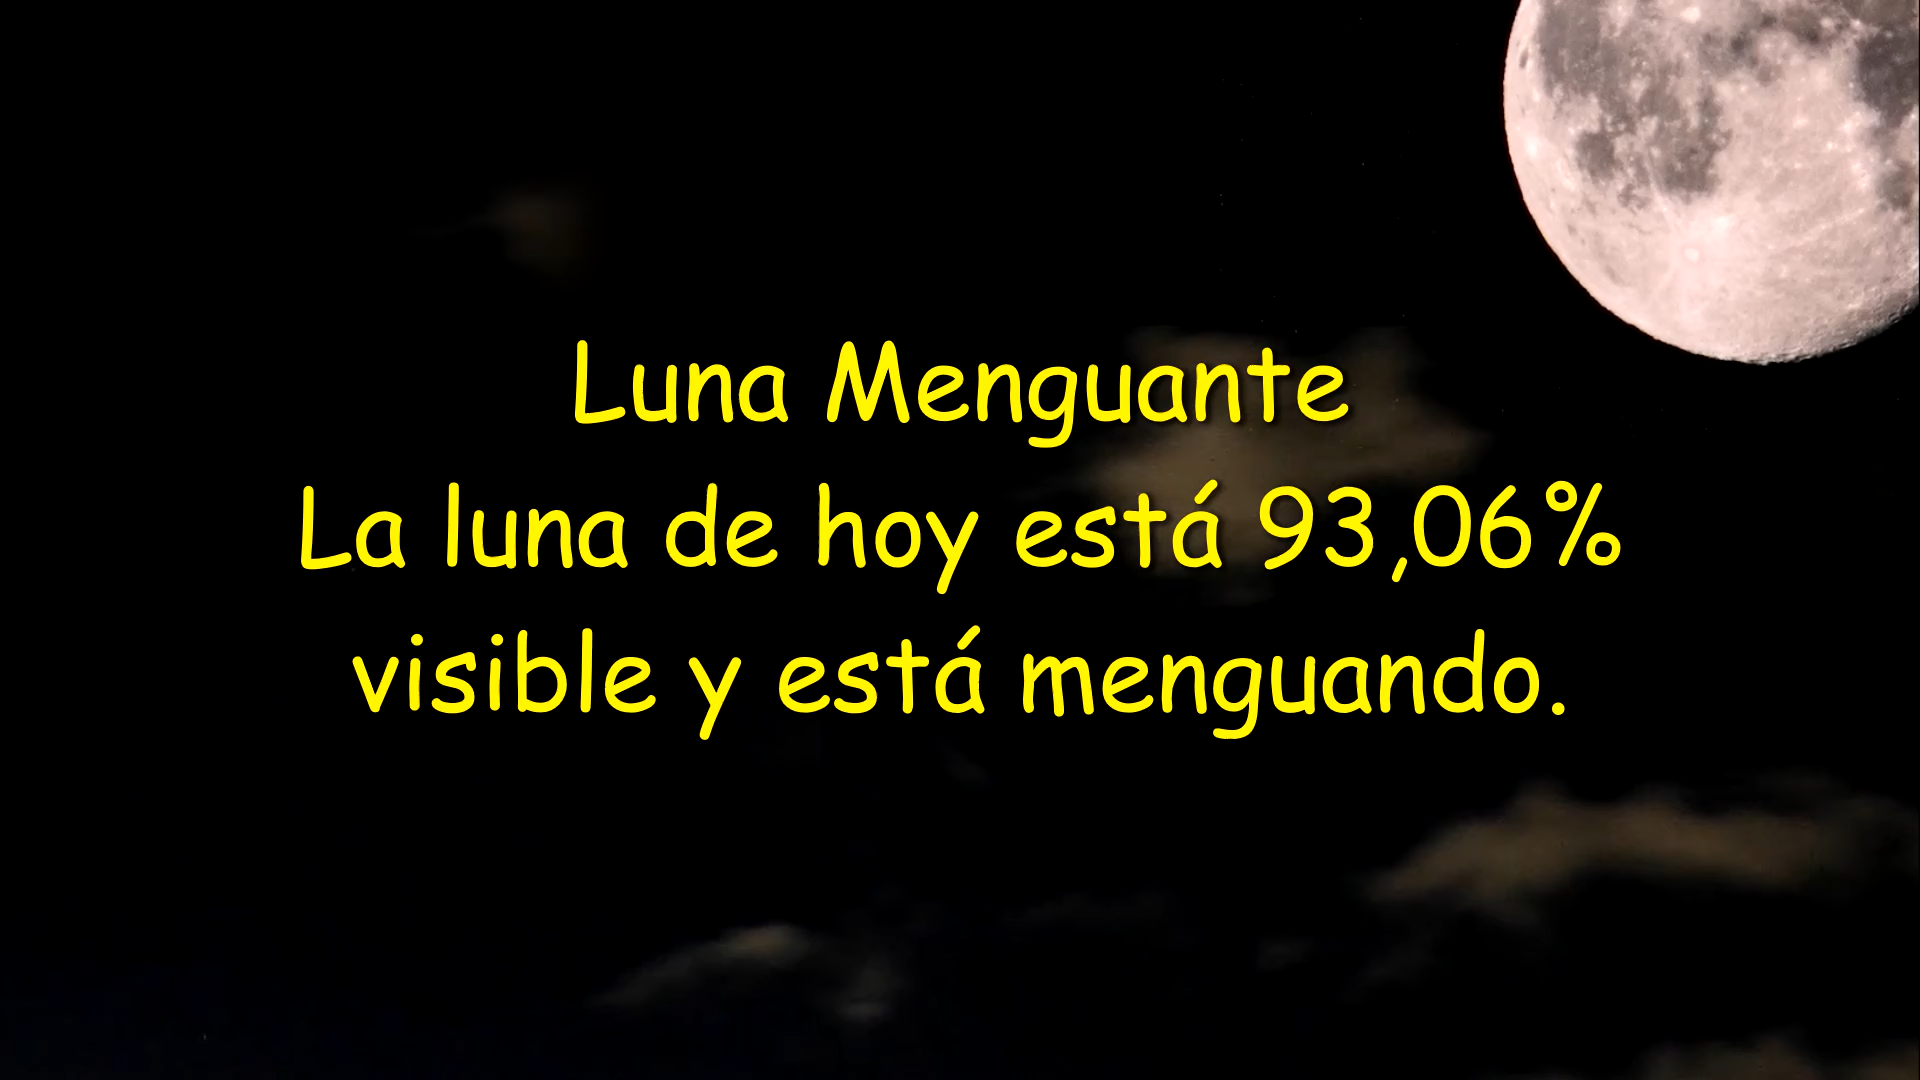 Luna Menguante
La luna de hoy está 93,06%
visible y está menguando.